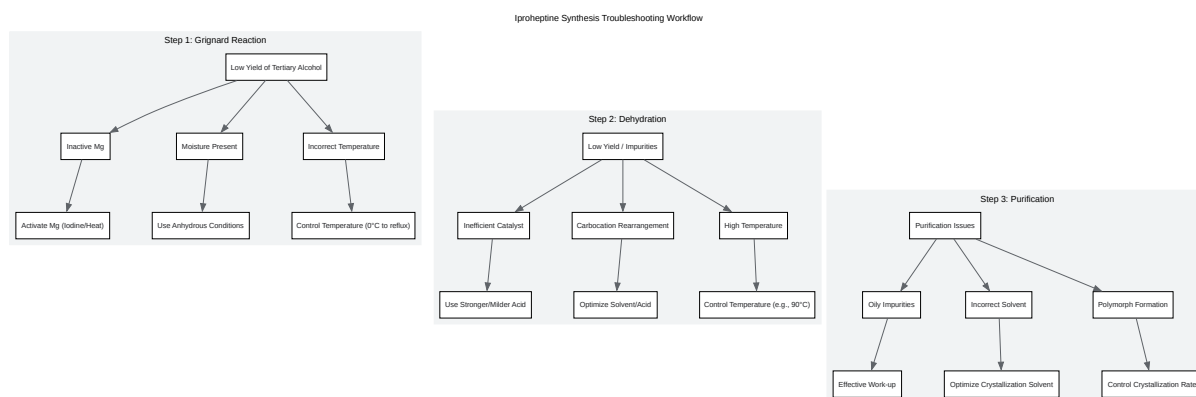 Iproheptine Synthesis Troubleshooting Workflow
Step 1: Grignard Reaction
Low Yield of Tertiary Alcohol
Inactive Mg
Moisture Present
Incorrect Temperature
Activate Mg (Iodine/Heat)
Use Anhydrous Conditions
Control Temperature (0°C to reflux)
Step 2: Dehydration
Low Yield / Impurities
Inefficient Catalyst
Carbocation Rearrangement
High Temperature
Use Stronger/Milder Acid
Optimize Solvent/Acid
Control Temperature (e.g., 90°C)
Step 3: Purification
Purification Issues
Oily Impurities
Incorrect Solvent
Polymorph Formation
Effective Work-up
Optimize Crystallization Solvent
Control Crystallization Rate